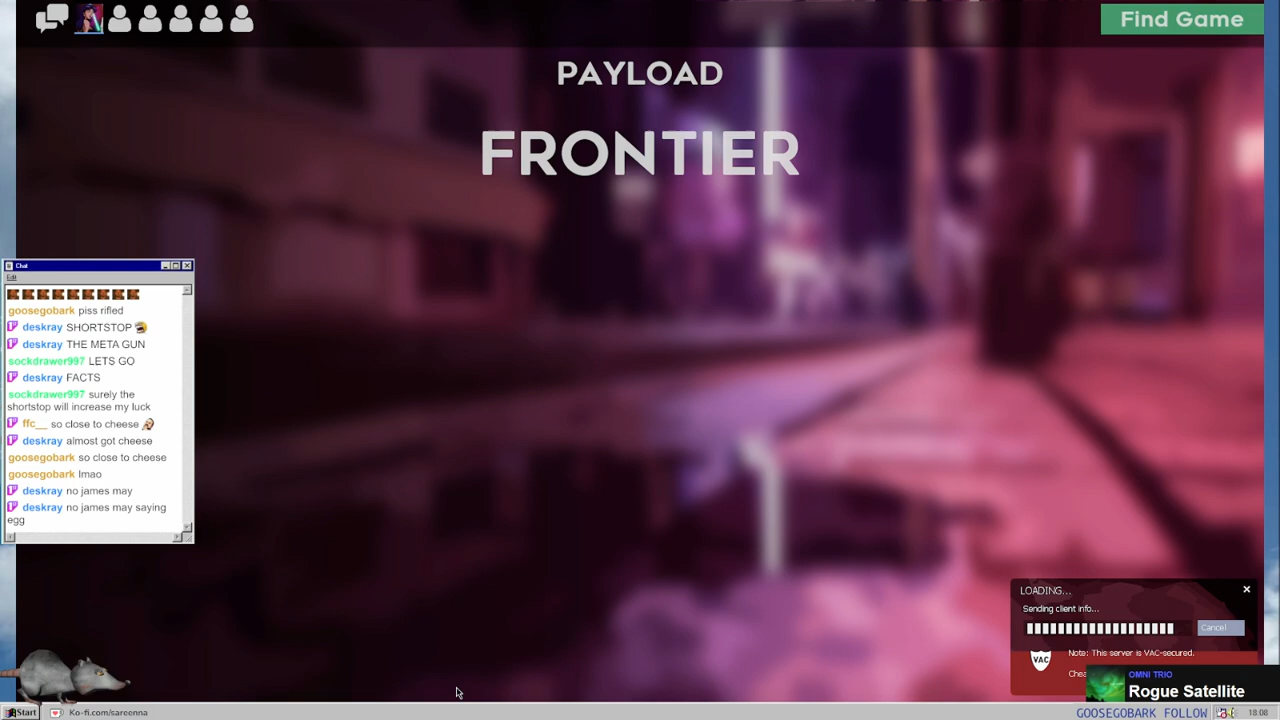 Find Game
PAYLOAD
FRONTIER
Chat
Edit
goosegobark piss rifled
deskray SHORTSTOP
deskray THE META GUN
sockdrawer997 LETS GO
deskray FACTS
sockdrawer997 surely the
shortstop will increase my luck
ffc__ so close to cheese
deskray almost got cheese
goosegobark so close to cheese
goosegobark lmao
deskray no james may
deskray no james may saying
egg
LOADING...
Sending client info...
Cancel
VAC
Note: This server is VAC-secured.
Chea
OMNI TRIO
Rogue Satellite
Start
Ko-fi.com/sareenna
GOOSEGOBARK FOLLOW
18:08